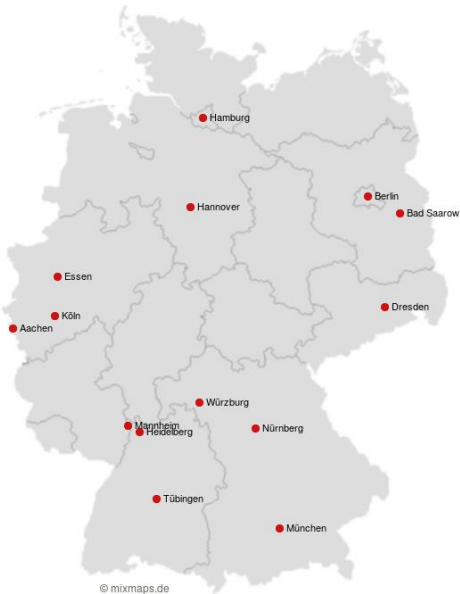 Hamburg
Berlin
Hannover
Bad Saarow
Essen
Dresden
Köln
Aachen
Würzburg
Mannheim
Nürnberg
Heidelberg
Tübingen
München
© mixmaps.de